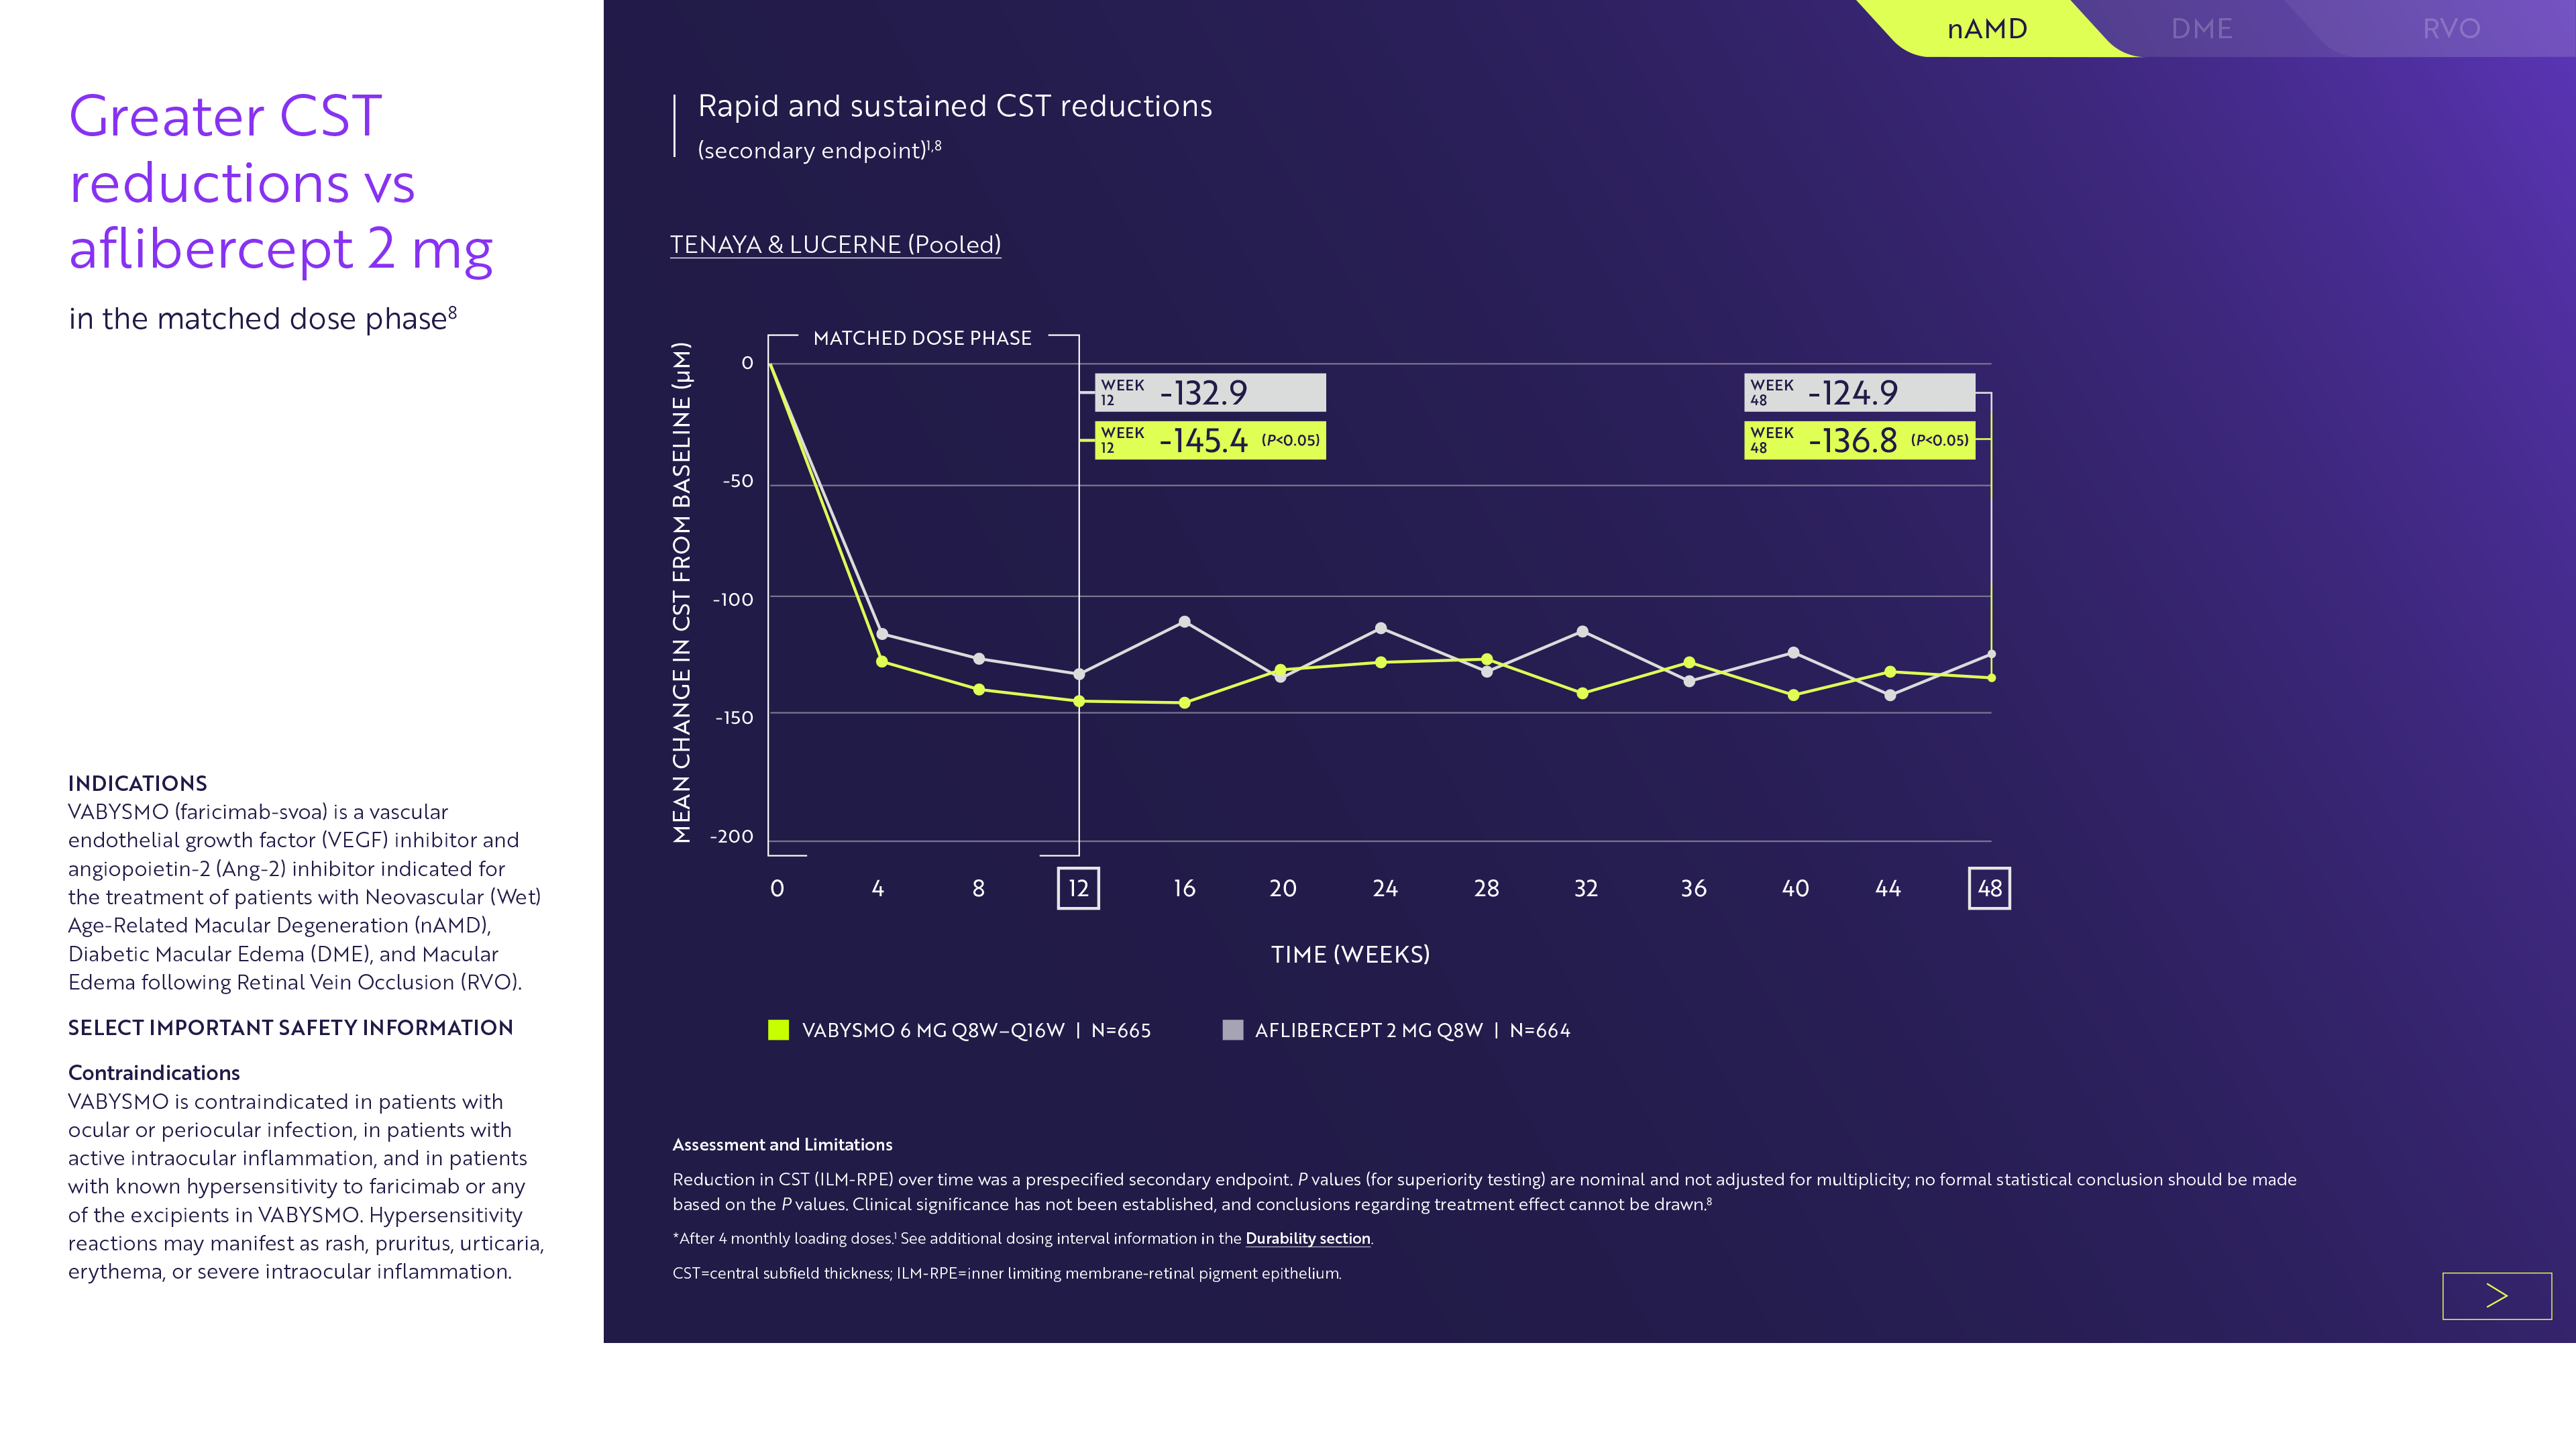 Greater CST
reductions vs
aflibercept 2 mg
in the matched dose phase8
INDICATIONS
VABYSMO (faricimab-svoa) is a vascular
endothelial growth factor (VEGF) inhibitor and
angiopoietin-2 (Ang-2) inhibitor indicated for
the treatment of patients with Neovascular (Wet)
Age-Related Macular Degeneration (nAMD),
Diabetic Macular Edema (DME), and Macular
Edema following Retinal Vein Occlusion (RVO).
SELECT IMPORTANT SAFETY INFORMATION
Contraindications
VABYSMO is contraindicated in patients with
ocular or periocular infection, in patients with
active intraocular inflammation, and in patients
with known hypersensitivity to faricimab or any
of the excipients in VABYSMO. Hypersensitivity
reactions may manifest as rash, pruritus, urticaria,
erythema, or severe intraocular inflammation.
nAMD DME RVO
Rapid and sustained CST reductions
(secondary endpoint)1,8
TENAYA & LUCERNE (Pooled)
MATCHED DOSE PHASE
MEAN CHANGE IN CST FROM BASELINE (µM)
0
-50
-100
-150
-200
WEEK 12 -132.9
WEEK 12 -145.4 (P<0.05)
WEEK 48 -124.9
WEEK 48 -136.8 (P<0.05)
0 4 8 12 16 20 24 28 32 36 40 44 48
TIME (WEEKS)
VABYSMO 6 MG Q8W–Q16W | N=665
AFLIBERCEPT 2 MG Q8W | N=664
Assessment and Limitations
Reduction in CST (ILM-RPE) over time was a prespecified secondary endpoint. P values (for superiority testing) are nominal and not adjusted for multiplicity; no formal statistical conclusion should be made
based on the P values. Clinical significance has not been established, and conclusions regarding treatment effect cannot be drawn.8
*After 4 monthly loading doses.1 See additional dosing interval information in the Durability section.
CST=central subfield thickness; ILM-RPE=inner limiting membrane-retinal pigment epithelium.